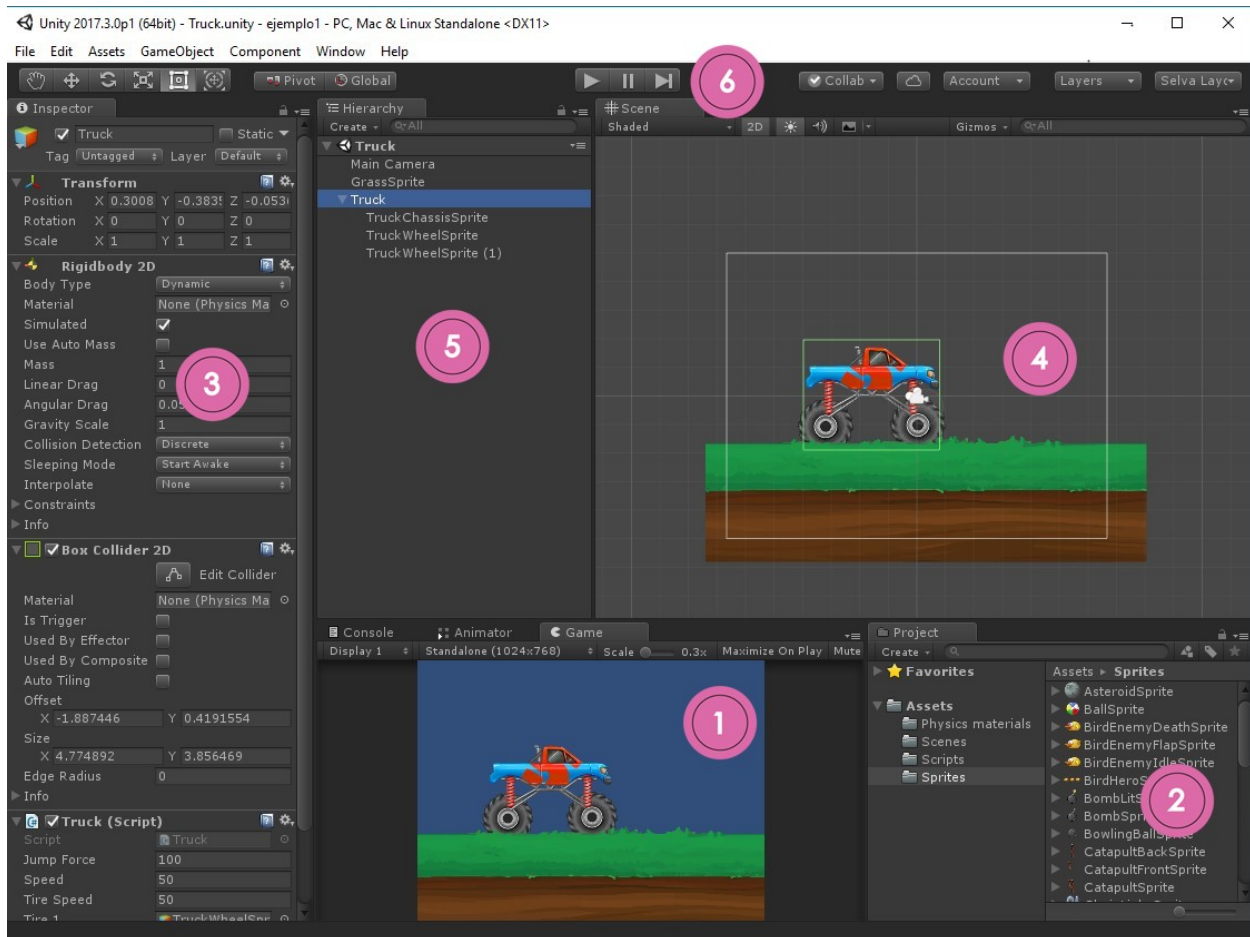 Unity 2017.3.0p1 (64bit) - Truck.unity - ejemplo1 - PC, Mac & Linux Standalone <DX11>
File Edit Assets GameObject Component Window Help
Pivot Global 6 Collab Account Layers
Inspector
Truck Static
Tag Untagged Layer Default
Transform
Position X 0.3008 Y Z
Rotation X 0 Y 0 Z 0
Scale X 1 Y 1 Z 1
Rigidbody 2D
Body Type Dynamic
Material None (Physics Ma
Simulated
Use Auto Mass
Mass 1
3
Linear Drag 0
Angular Drag
Gravity Scale 1
Collision Detection Discrete
Sleeping Mode Start Awake
Interpolate None
Constraints
Info
Box Collider 2D
Edit Collider
Material None (Physics Ma
Is Trigger
Used By Effector
Used By Composite
Auto Tiling
Offset
X -1.887446 Y 0.4191554
Size
X 4.774892 Y 3.856469
Edge Radius 0
Info
Truck (Script)
Script Truck
Jump Force 100
Speed 50
Tire Speed 50
Hierarchy
Create All
Truck
Main Camera
GrassSprite
Truck
TruckChassisSprite
TruckWheelSprite
TruckWheelSprite (1)
5
Scene
Shaded 2D Gizmos All
4
Console Animator Game
Display 1 Standalone (1024x768) Scale 0.3x Maximize On Play Mute
1
Project
Create
Favorites
Assets
Physics materials
Scenes
Scripts
Sprites
Assets Sprites
AsteroidSprite
BallSprite
BirdEnemyDeathSprite
BirdEnemyFlapSprite
BirdEnemyIdleSprite
2
CatapultBackSprite
CatapultFrontSprite
CatapultSprite